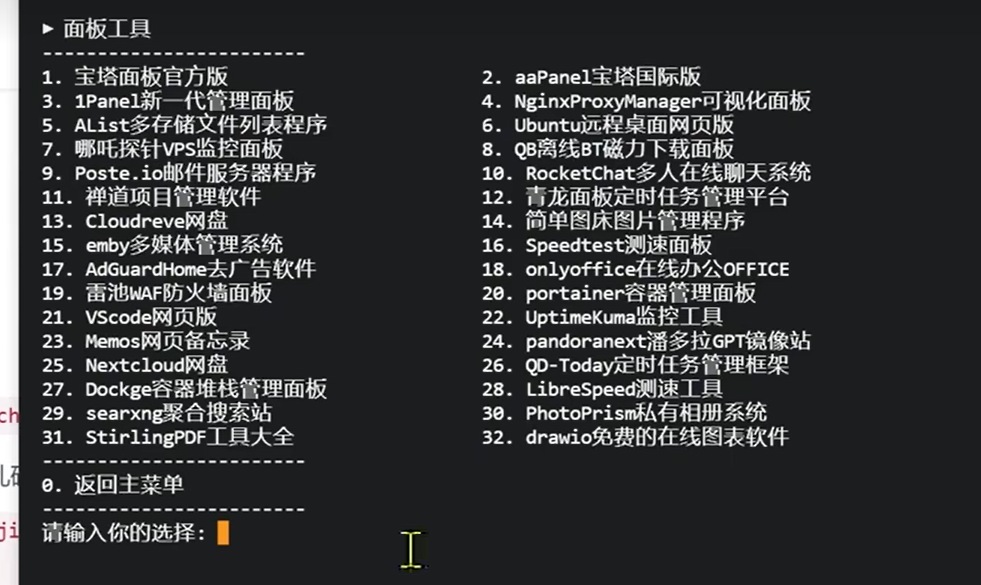 ▶ 面板工具
------------------------
1. 宝塔面板官方版 2. aaPanel宝塔国际版
3. 1Panel新一代管理面板 4. NginxProxyManager可视化面板
5. AList多存储文件列表程序 6. Ubuntu远程桌面网页版
7. 哪吒探针VPS监控面板 8. QB离线BT磁力下载面板
9. Poste.io邮件服务器程序 10. RocketChat多人在线聊天系统
11. 禅道项目管理软件 12. 青龙面板定时任务管理平台
13. Cloudreve网盘 14. 简单图床图片管理程序
15. emby多媒体管理系统 16. Speedtest测速面板
17. AdGuardHome去广告软件 18. onlyoffice在线办公OFFICE
19. 雷池WAF防火墙面板 20. portainer容器管理面板
21. VScode网页版 22. UptimeKuma监控工具
23. Memos网页备忘录 24. pandoranext潘多拉GPT镜像站
25. Nextcloud网盘 26. QD-Today定时任务管理框架
27. Dockge容器堆栈管理面板 28. LibreSpeed测速工具
29. searxng聚合搜索站 30. PhotoPrism私有相册系统
31. StirlingPDF工具大全 32. drawio免费的在线图表软件
------------------------
0. 返回主菜单
------------------------
请输入你的选择:
ch
ji